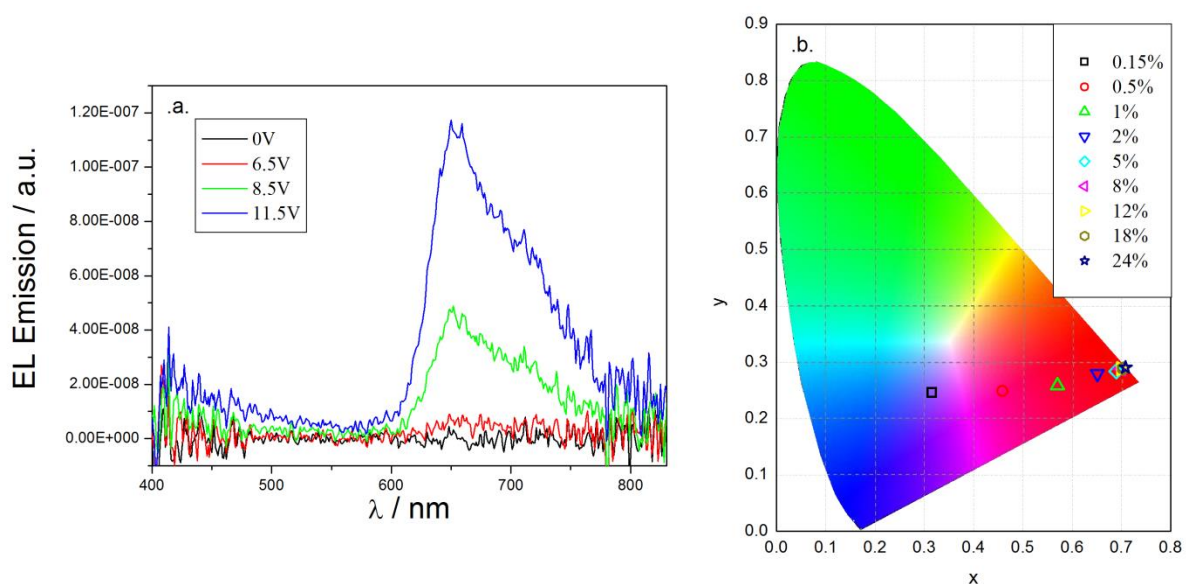 .a.
0V
6.5V
8.5V
11.5V
1.20E-007
1.00E-007
8.00E-008
6.00E-008
4.00E-008
2.00E-008
0.00E+000
EL Emission / a.u.
400 500 600 700 800
λ / nm
.b.
0.15%
0.5%
1%
2%
5%
8%
12%
18%
24%
0.9
0.8
0.7
0.6
0.5
0.4
0.3
0.2
0.1
0.0
y
0.0 0.1 0.2 0.3 0.4 0.5 0.6 0.7 0.8
x